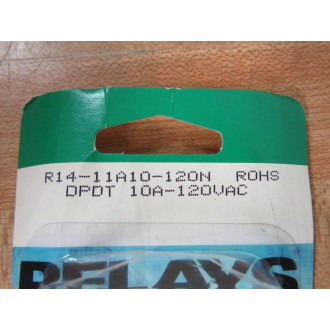 R14-11A10-120N ROHS
DPDT 10A-120VAC
RELAYS